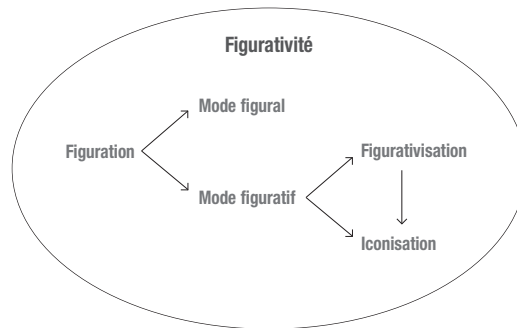 Figurativité
Mode figural
Figuration
Figurativisation
Mode figuratif
Iconisation